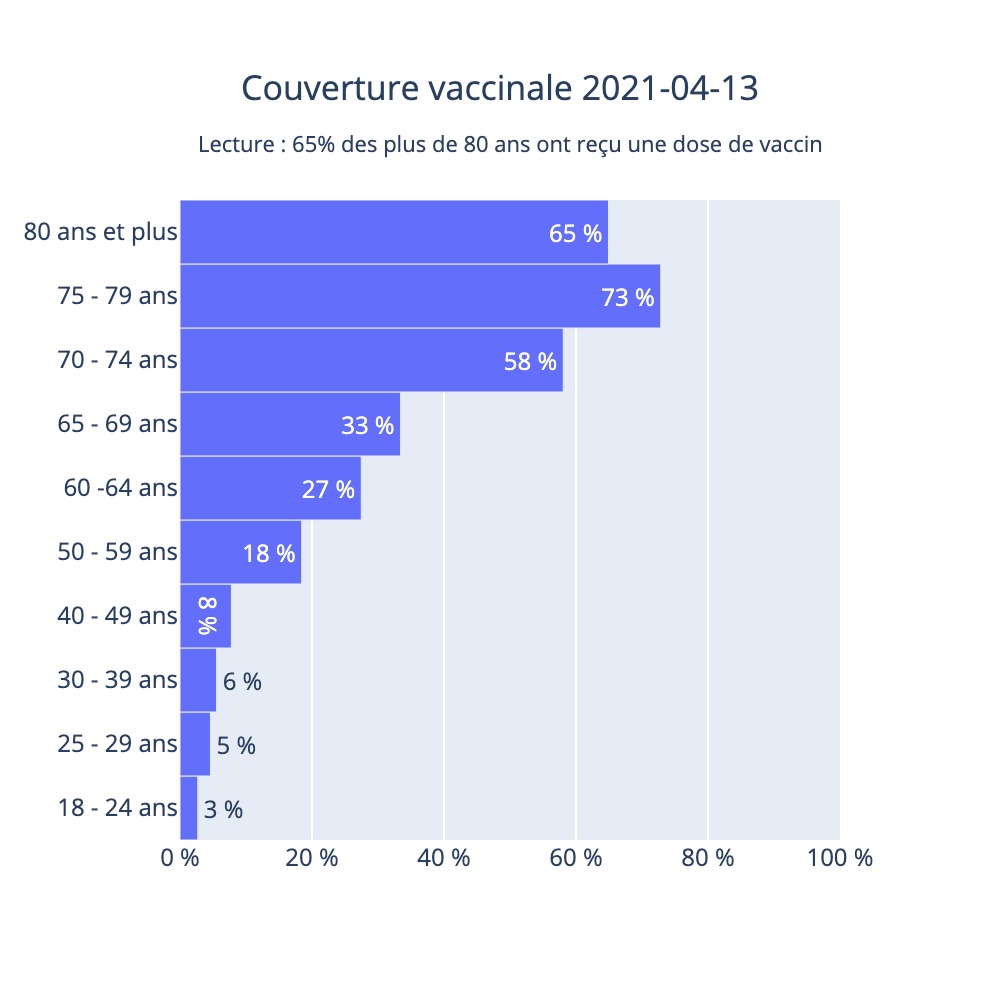 Couverture vaccinale 2021-04-13
Lecture : 65% des plus de 80 ans ont reçu une dose de vaccin
80 ans et plus 65 %
75 - 79 ans 73 %
70 - 74 ans 58 %
65 - 69 ans 33 %
60 -64 ans 27 %
50 - 59 ans 18 %
40 - 49 ans 8 %
30 - 39 ans 6 %
25 - 29 ans 5 %
18 - 24 ans 3 %
0 % 20 % 40 % 60 % 80 % 100 %